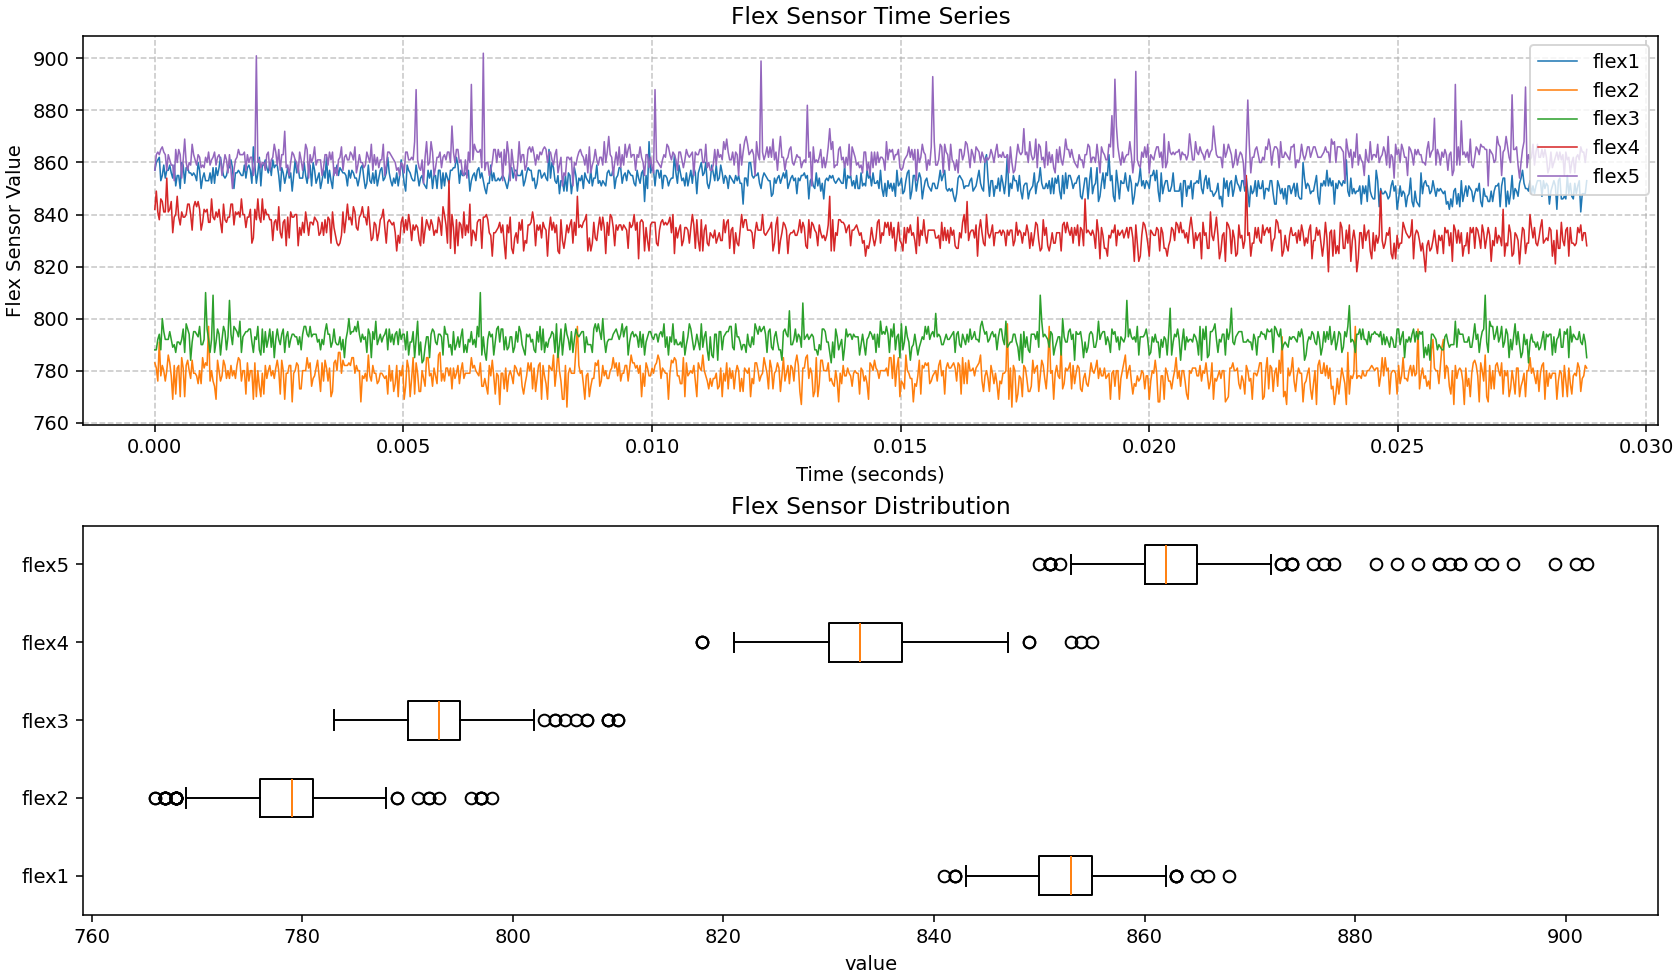 Flex Sensor Time Series
Flex Sensor Value
900
880
860
840
820
800
780
760
flex1
flex2
flex3
flex4
flex5
0.000 0.005 0.010 0.015 0.020 0.025 0.030
Time (seconds)
Flex Sensor Distribution
flex5
flex4
flex3
flex2
flex1
760 780 800 820 840 860 880 900
value